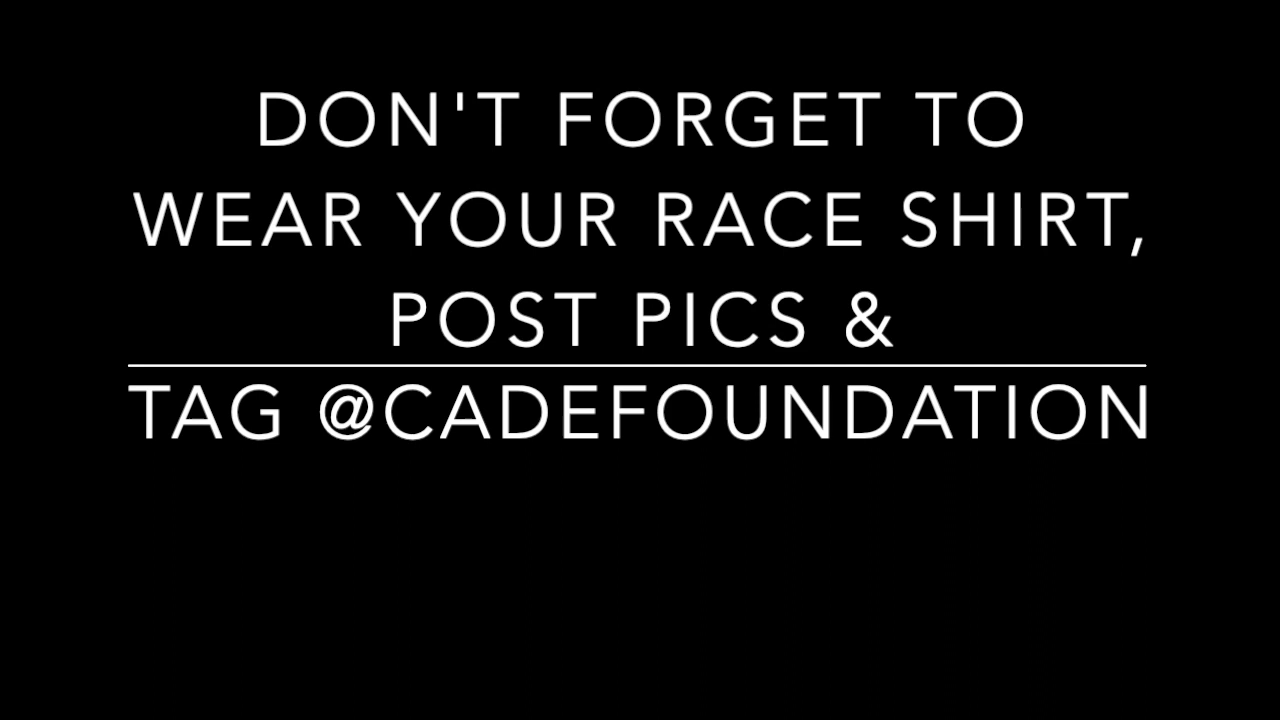 DON'T FORGET TO
WEAR YOUR RACE SHIRT,
POST PICS &
TAG @CADEFOUNDATION